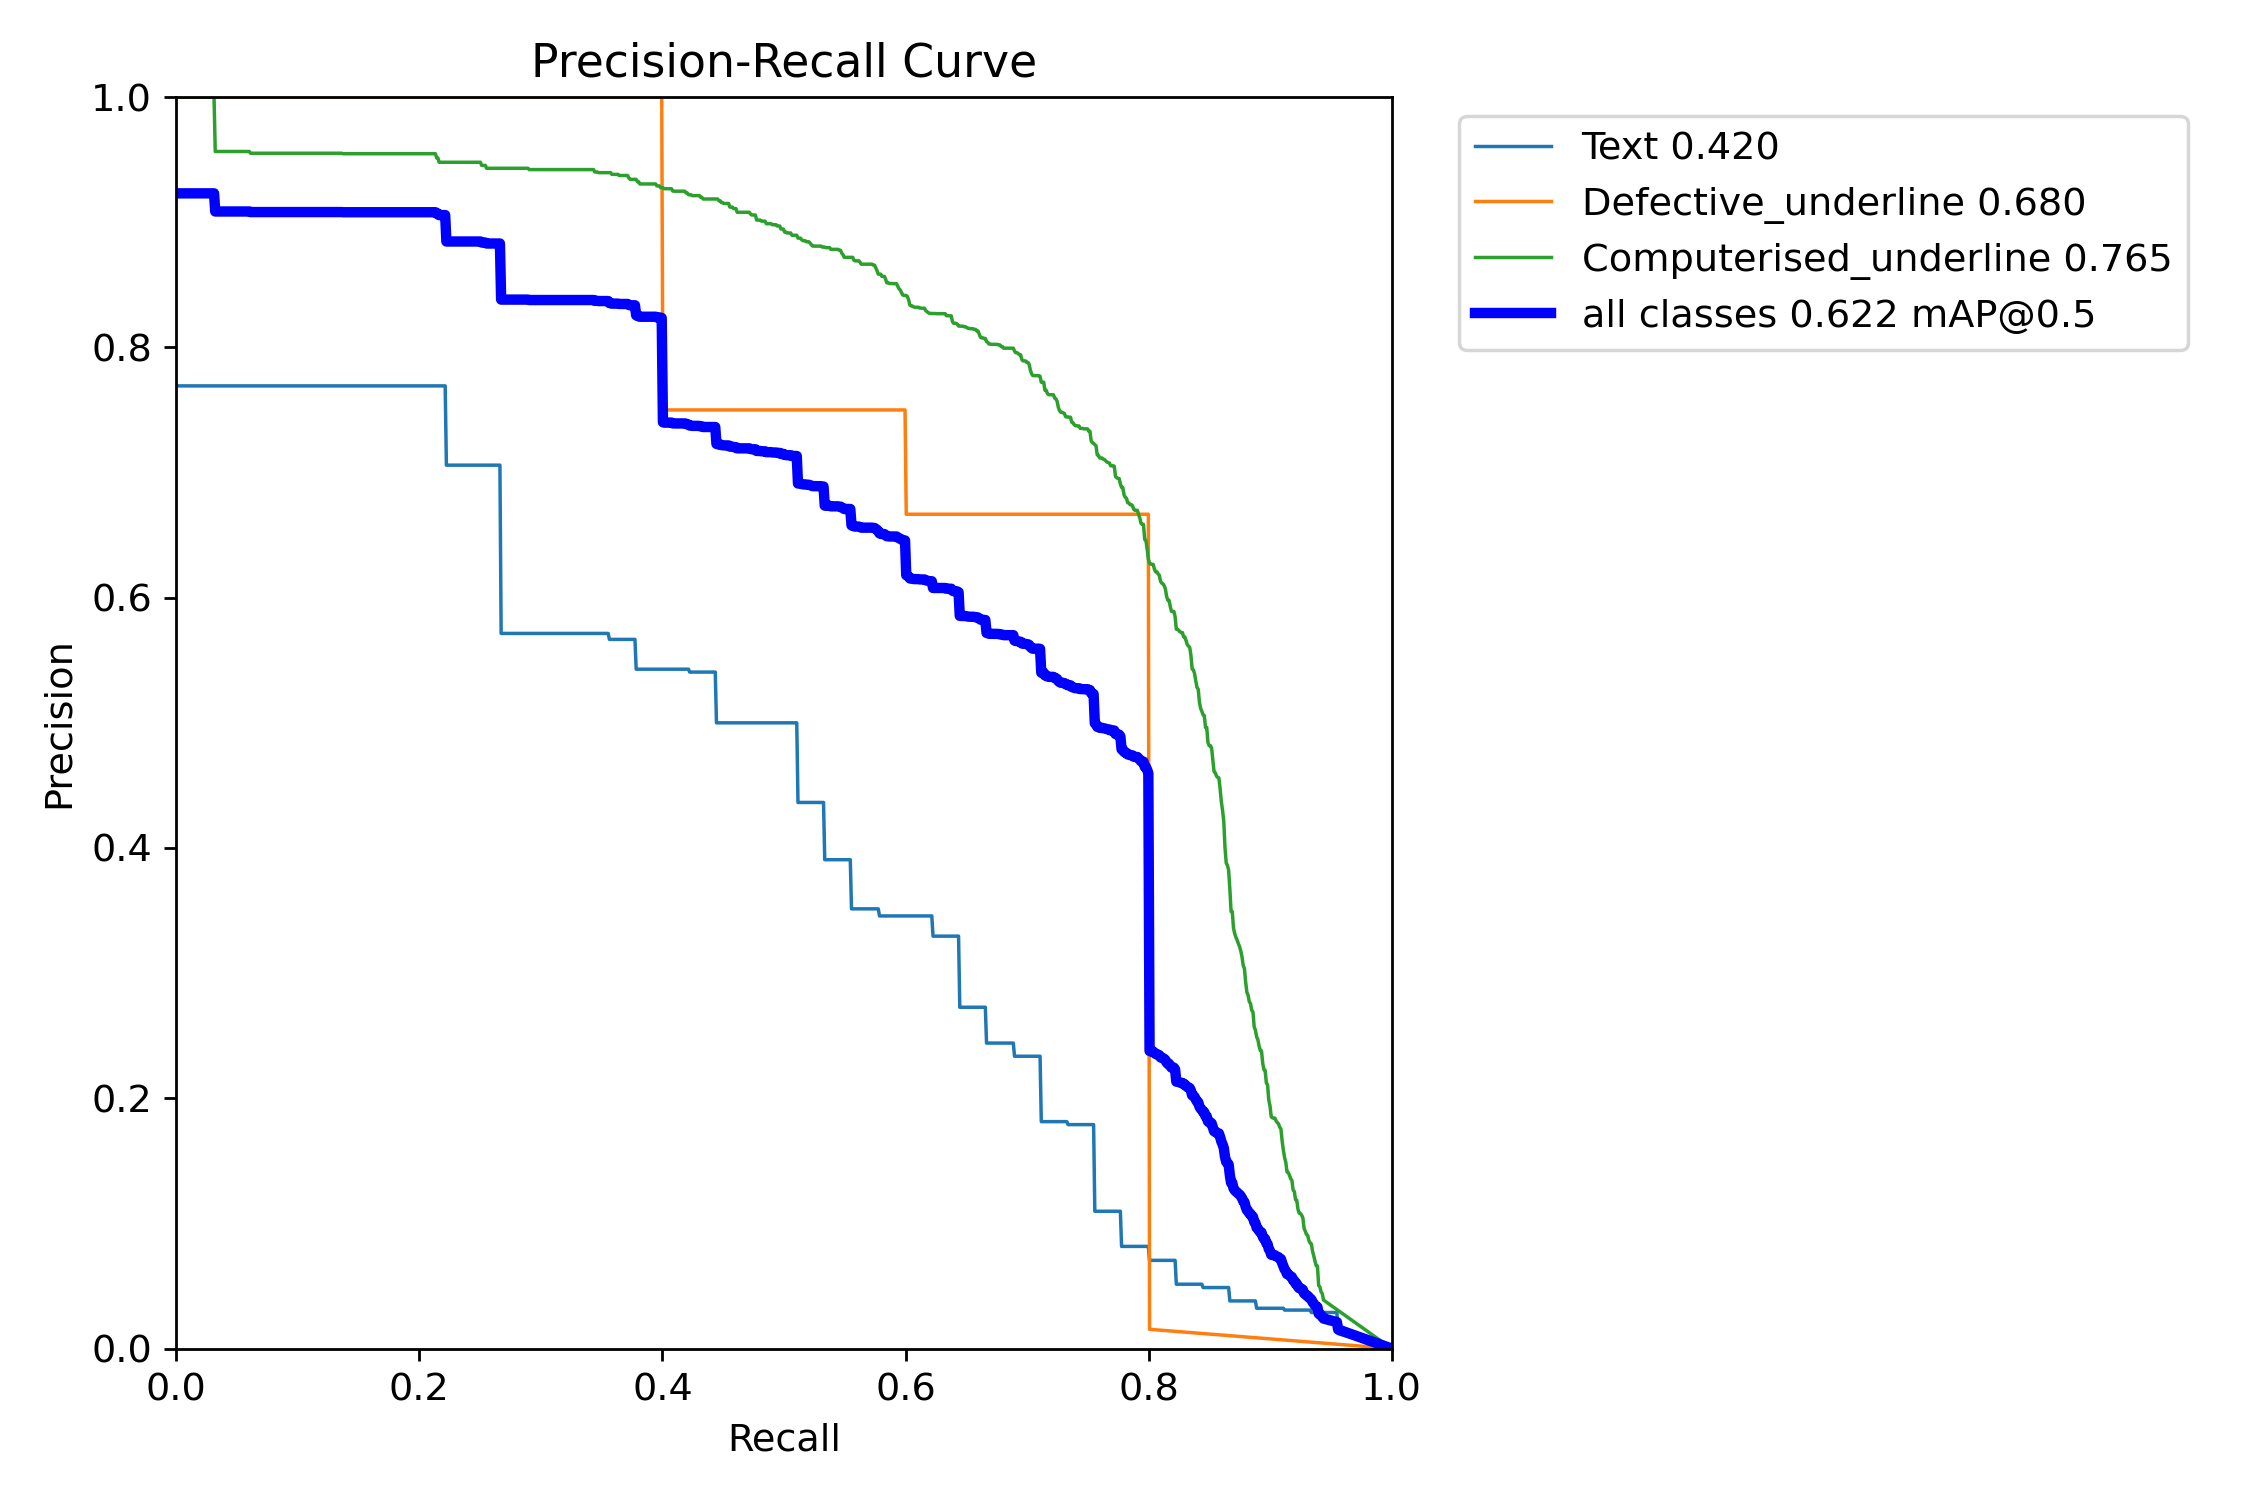 Precision-Recall Curve
1.0
0.8
0.6
0.4
0.2
0.0
Precision
0.0 0.2 0.4 0.6 0.8 1.0
Recall
Text 0.420
Defective_underline 0.680
Computerised_underline 0.765
all classes 0.622 mAP@0.5